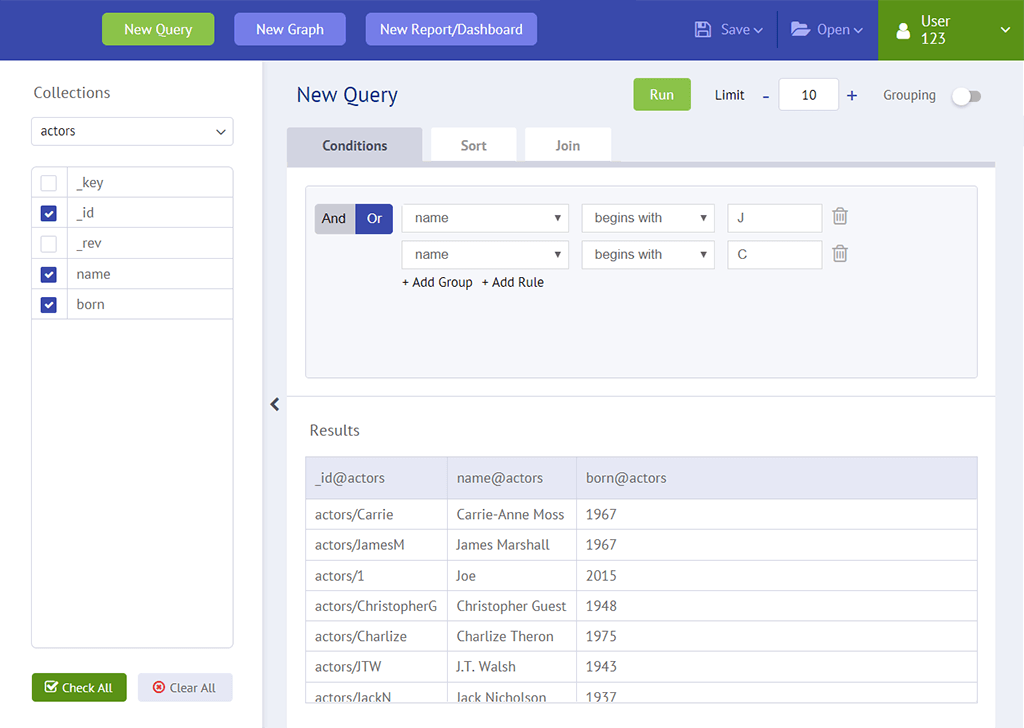 New Query
New Graph
New Report/Dashboard
Save
Open
User
123
Collections
actors
_key
_id
_rev
name
born
Check All
Clear All
New Query
Run
Limit - 10 +
Grouping
Conditions
Sort
Join
And Or name begins with J
name begins with C
+ Add Group + Add Rule
Results
_id@actors name@actors born@actors
actors/Carrie Carrie-Anne Moss 1967
actors/JamesM James Marshall 1967
actors/1 Joe 2015
actors/ChristopherG Christopher Guest 1948
actors/Charlize Charlize Theron 1975
actors/JTW J.T. Walsh 1943
actors/JackN Jack Nicholson 1937